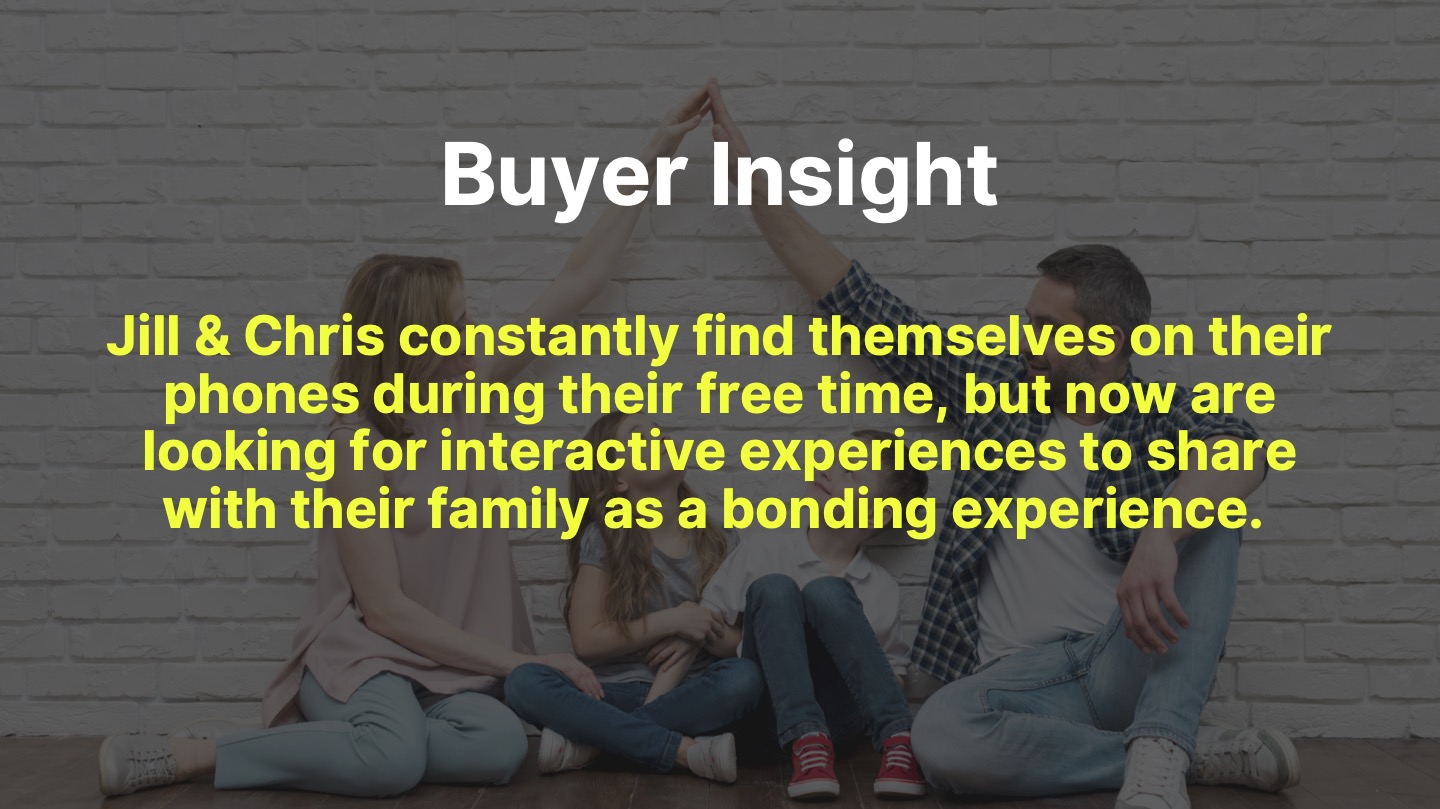 Buyer Insight
Jill & Chris constantly find themselves on their
phones during their free time, but now are
looking for interactive experiences to share
with their family as a bonding experience.